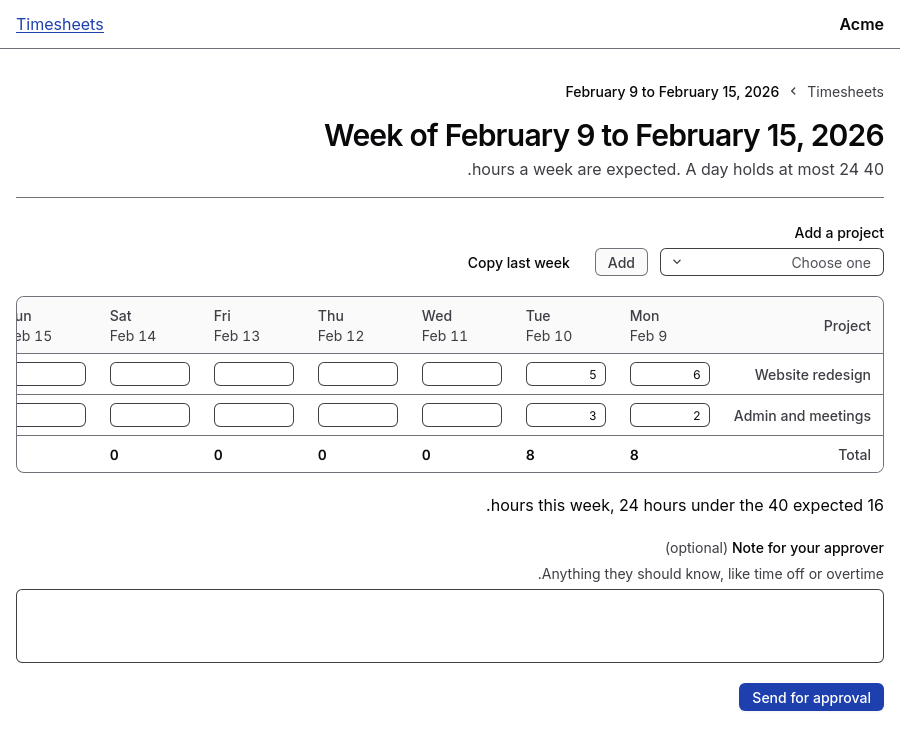 Timesheets Acme
February 9 to February 15, 2026 Timesheets
Week of February 9 to February 15, 2026
.hours a week are expected. A day holds at most 24 40
Add a project
Copy last week Add Choose one
un Sat Fri Thu Wed Tue Mon Project
eb 15 Feb 14 Feb 13 Feb 12 Feb 11 Feb 10 Feb 9
5 6 Website redesign
3 2 Admin and meetings
0 0 0 0 8 8 Total
.hours this week, 24 hours under the 40 expected 16
(optional) Note for your approver
.Anything they should know, like time off or overtime
Send for approval